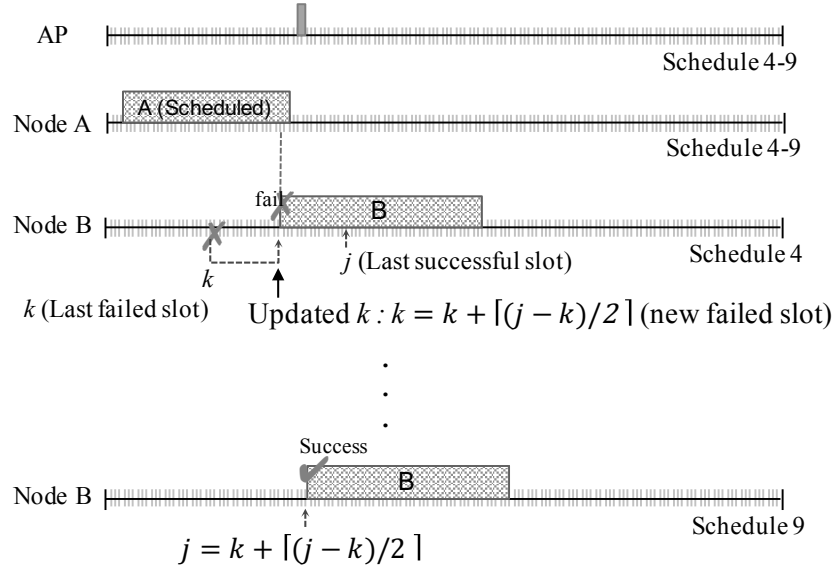 AP
Schedule 4-9
A (Scheduled)
Node A
Schedule 4-9
fail
B
Node B
Schedule 4
k
j (Last successful slot)
k (Last failed slot)
Updated k : k = k + ⌈(j − k)/2 ⌉ (new failed slot)
.
.
.
Success
B
Node B
Schedule 9
j = k + ⌈(j − k)/2 ⌉